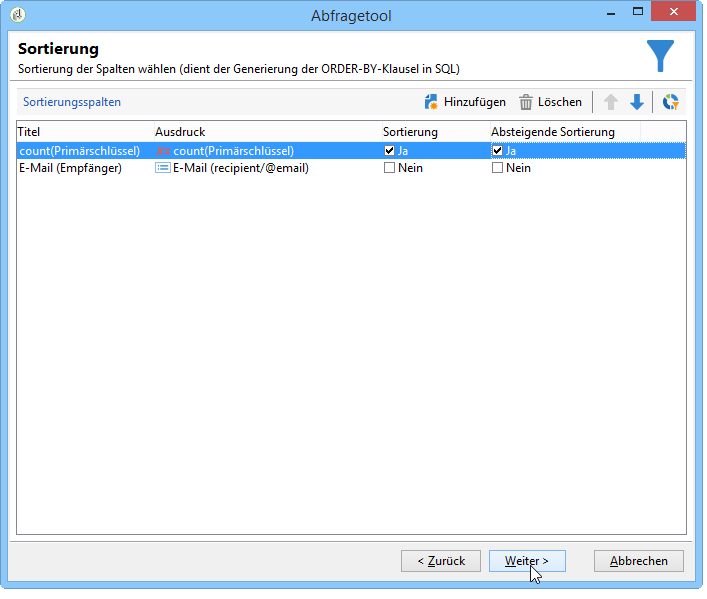 Abfragetool
Sortierung
Sortierung der Spalten wählen (dient der Generierung der ORDER-BY-Klausel in SQL)
Sortierungsspalten Hinzufügen Löschen
Titel Ausdruck Sortierung Absteigende Sortierung
count(Primärschlüssel) count(Primärschlüssel) Ja Ja
E-Mail (Empfänger) E-Mail (recipient/@email) Nein Nein
< Zurück Weiter > Abbrechen